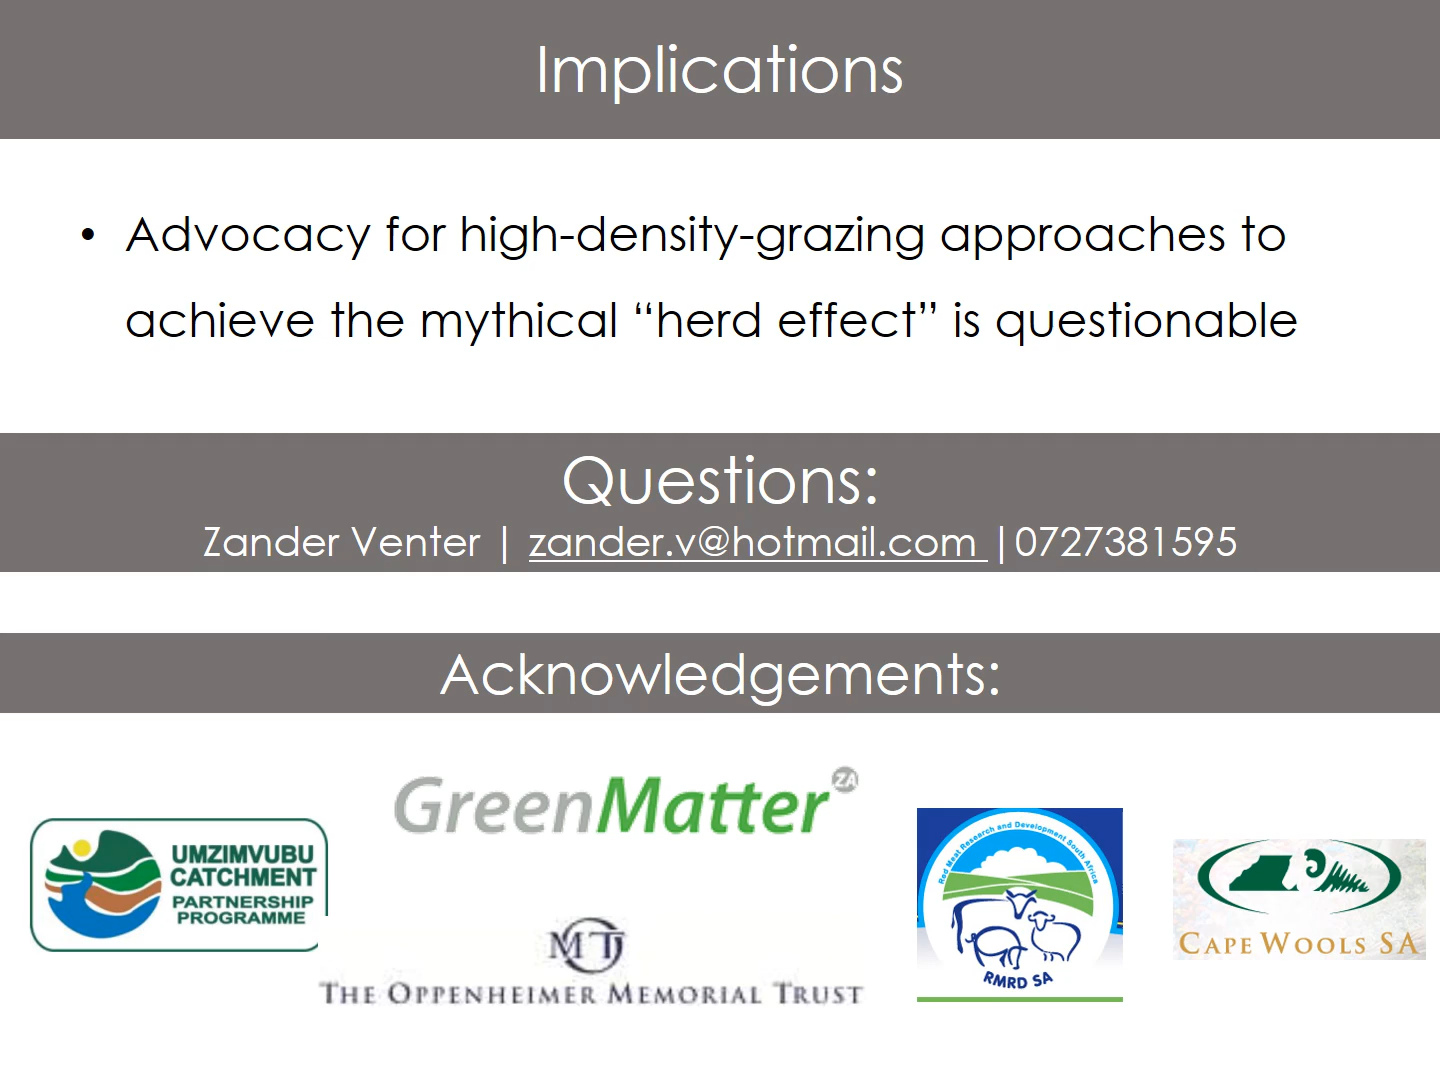 Implications
• Advocacy for high-density-grazing approaches to
achieve the mythical “herd effect” is questionable
Questions:
Zander Venter | zander.v@hotmail.com |0727381595
Acknowledgements:
GreenMatter ZA
UMZIMVUBU
CATCHMENT
PARTNERSHIP
PROGRAMME
OMT
THE OPPENHEIMER MEMORIAL TRUST
Red Meat Research and Development South Africa
RMRD SA
CAPE WOOLS SA